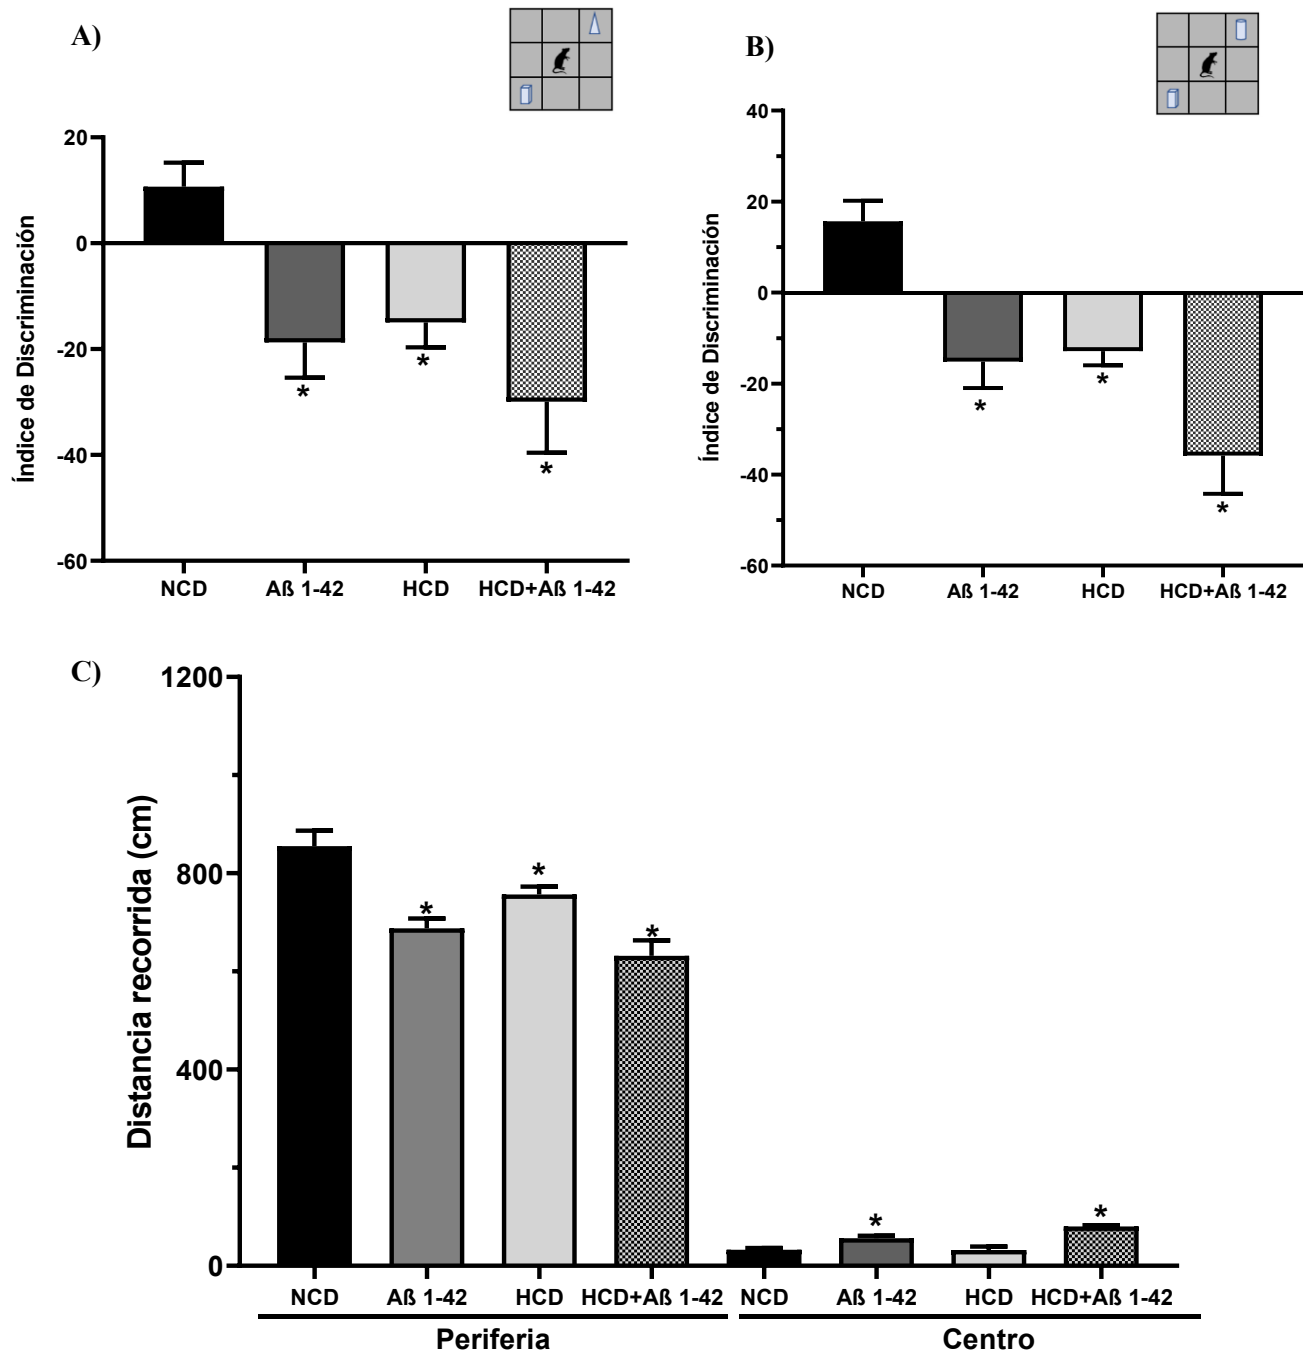 A)
20
0
-20
-40
-60
Índice de Discriminación
*
*
*
NCD Aß 1-42 HCD HCD+Aß 1-42
B)
40
20
0
-20
-40
-60
Índice de Discriminación
*
*
*
NCD Aß 1-42 HCD HCD+Aß 1-42
C)
1200
800
400
0
Distancia recorrida (cm)
*
*
*
*
*
NCD Aß 1-42 HCD HCD+Aß 1-42 NCD Aß 1-42 HCD HCD+Aß 1-42
Periferia Centro